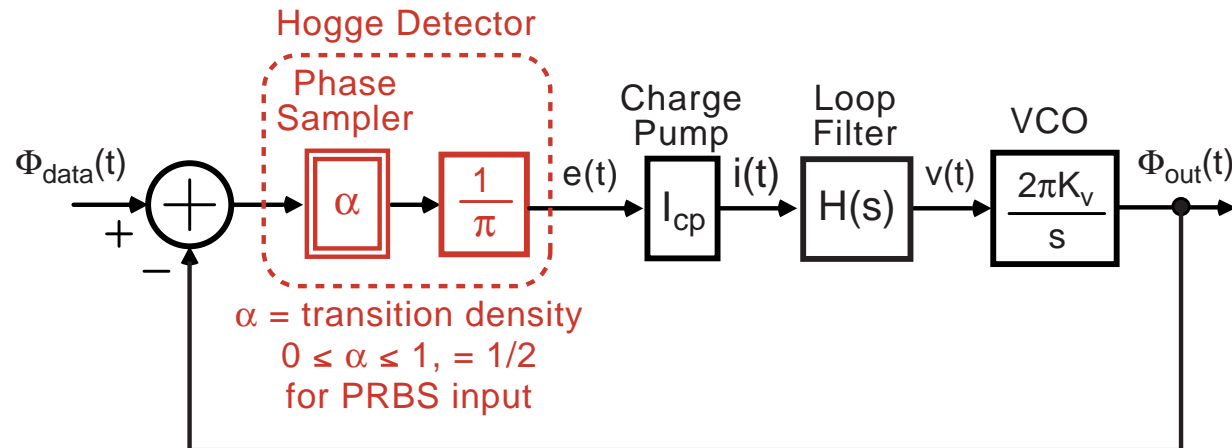 Hogge Detector
Phase
Sampler
Charge
Pump
Loop
Filter
VCO
Φdata(t)
+
−
α
1
π
e(t)
Icp
i(t)
H(s)
v(t)
2πKv
s
Φout(t)
α = transition density
0 ≤ α ≤ 1, = 1/2
for PRBS input